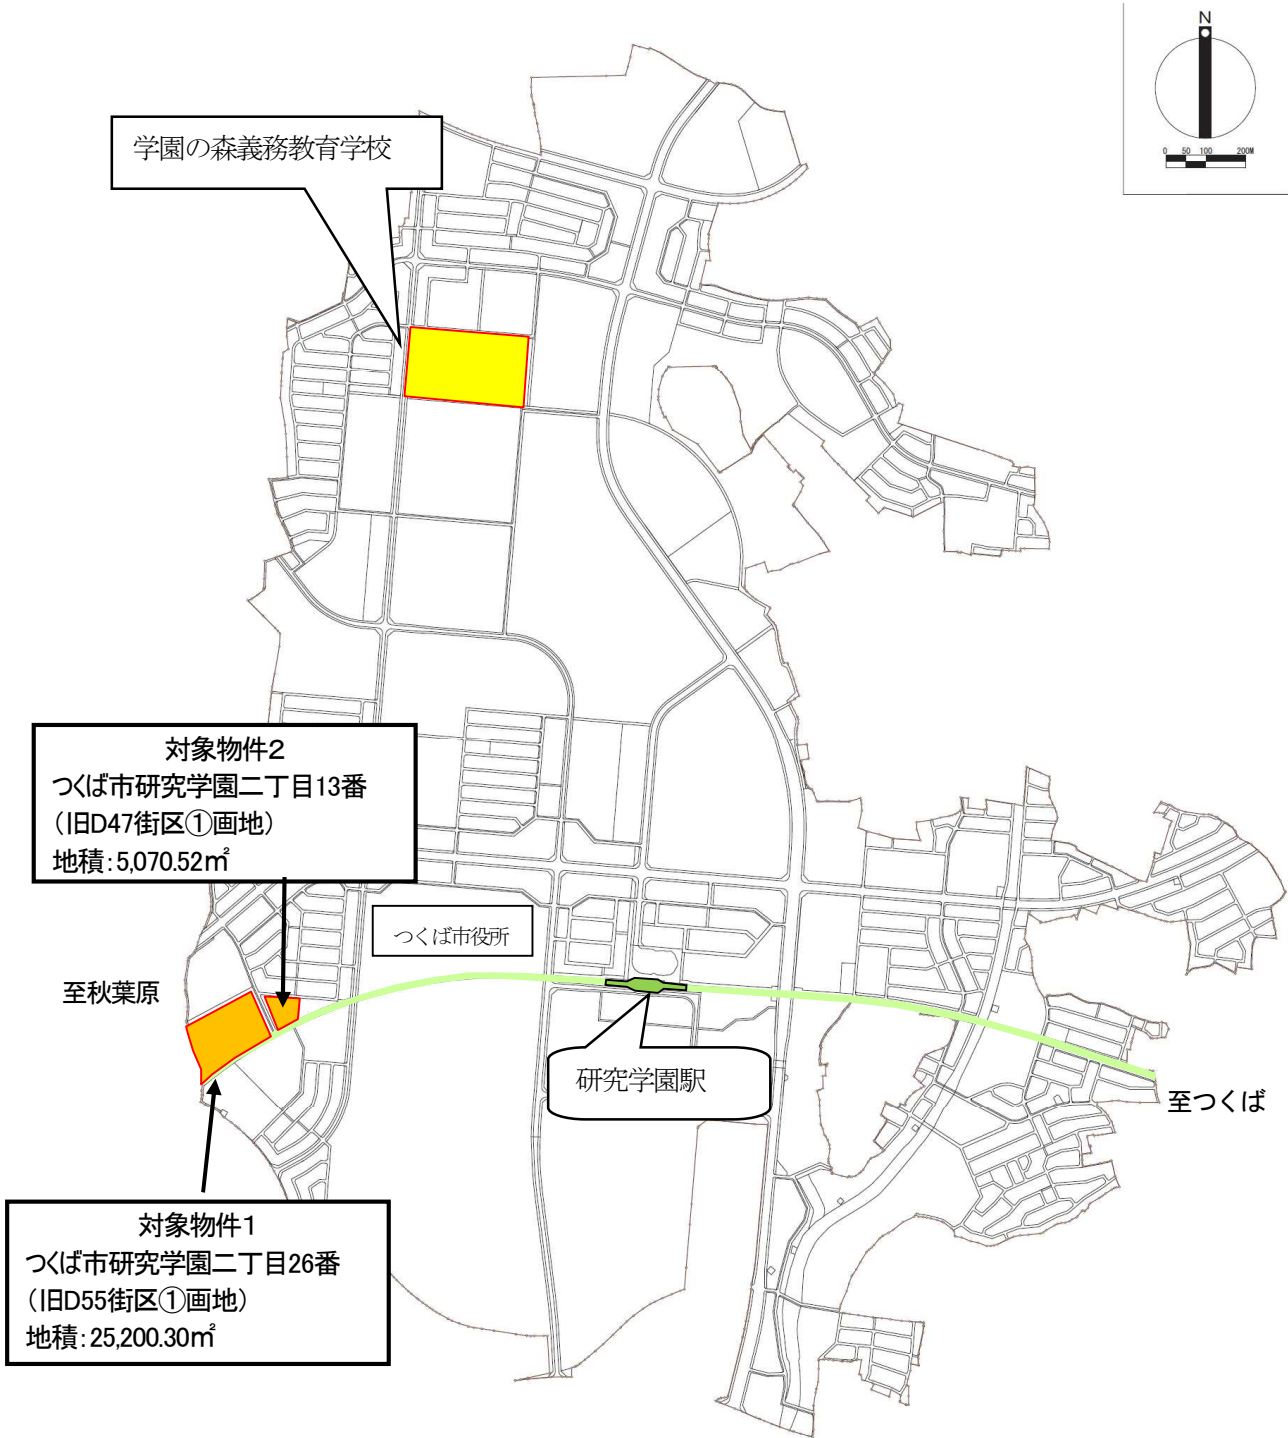 N
0 50 100 200M
学園の森義務教育学校
対象物件2
つくば市研究学園二丁目13番
（旧D47街区①画地）
地積：5,070.52㎡
つくば市役所
至秋葉原
研究学園駅
至つくば
対象物件1
つくば市研究学園二丁目26番
（旧D55街区①画地）
地積：25,200.30㎡